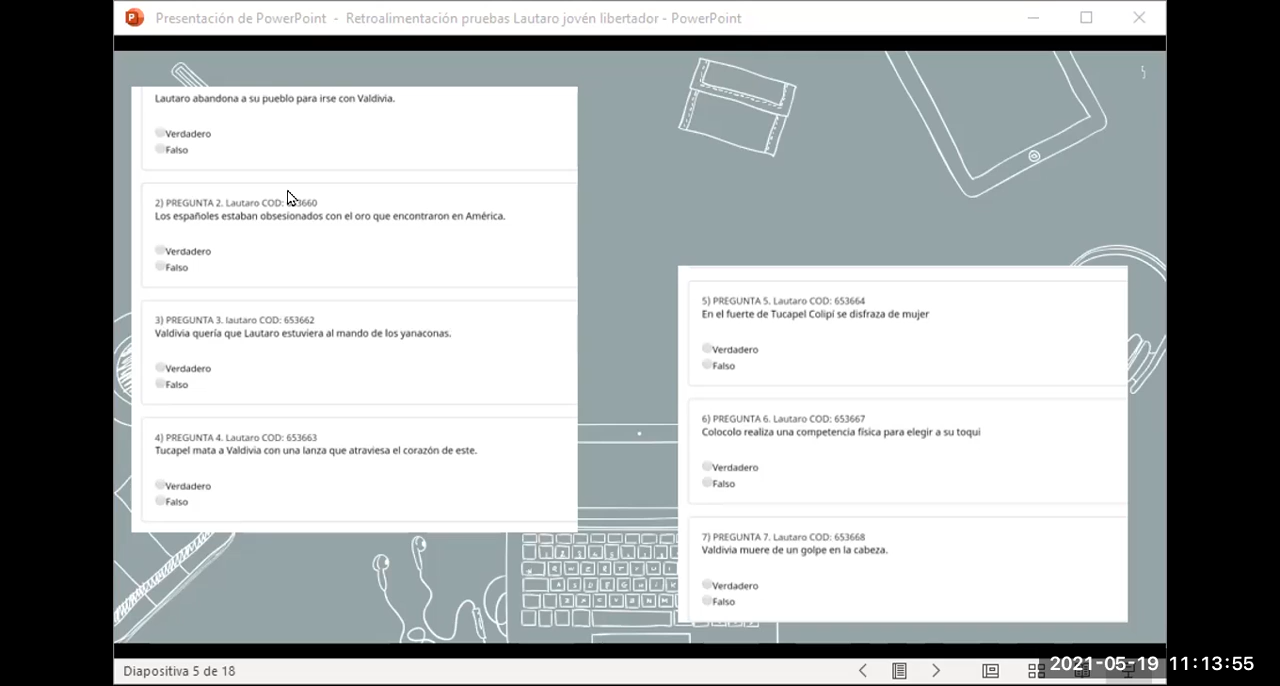 Presentación de PowerPoint - Retroalimentación pruebas Lautaro jovén libertador - PowerPoint
5
Lautaro abandona a su pueblo para irse con Valdivia.
Verdadero
Falso
2) PREGUNTA 2. Lautaro COD: 3660
Los españoles estaban obsesionados con el oro que encontraron en América.
Verdadero
Falso
3) PREGUNTA 3. lautaro COD: 653662
Valdivia quería que Lautaro estuviera al mando de los yanaconas.
Verdadero
Falso
4) PREGUNTA 4. Lautaro COD: 653663
Tucapel mata a Valdivia con una lanza que atraviesa el corazón de este.
Verdadero
Falso
5) PREGUNTA 5. Lautaro COD: 653664
En el fuerte de Tucapel Colipí se disfraza de mujer
Verdadero
Falso
6) PREGUNTA 6. Lautaro COD: 653667
Colocolo realiza una competencia física para elegir a su toqui
Verdadero
Falso
7) PREGUNTA 7. Lautaro COD: 653668
Valdivia muere de un golpe en la cabeza.
Verdadero
Falso
Diapositiva 5 de 18
2021-05-19 11:13:55